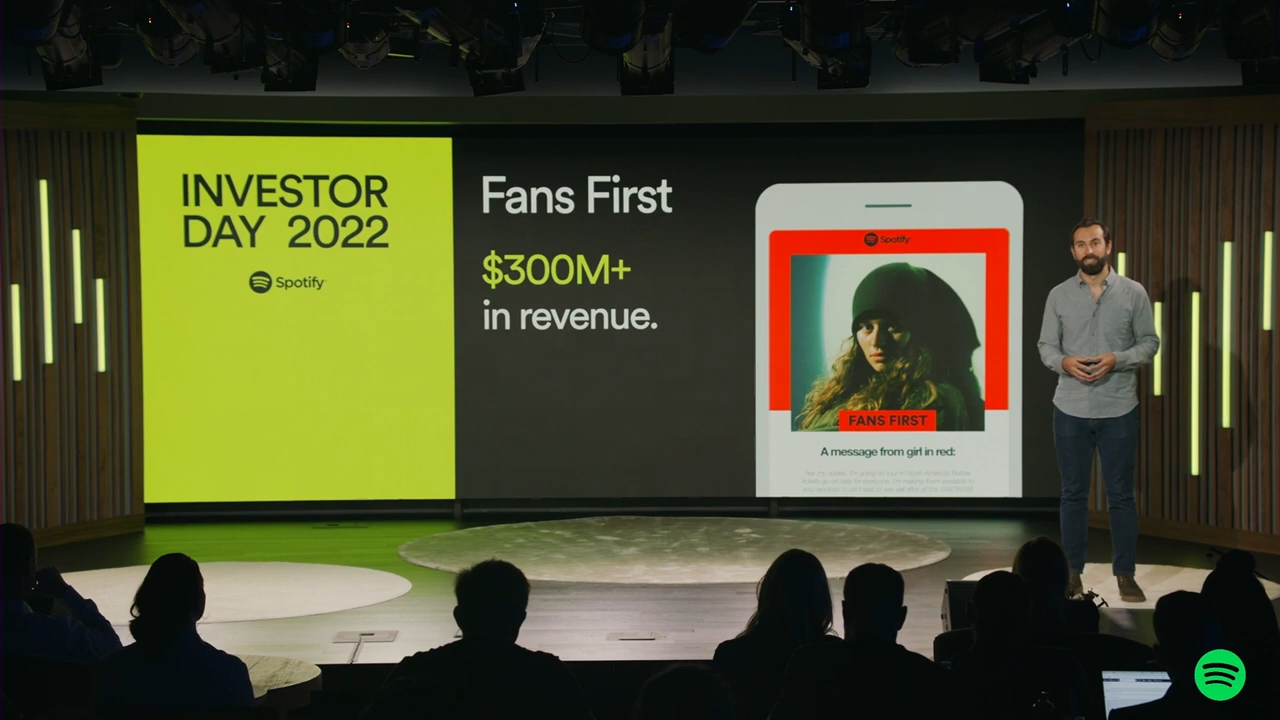 INVESTOR
DAY 2022
Spotify
Fans First
$300M+
in revenue.
Spotify
FANS FIRST
A message from girl in red: